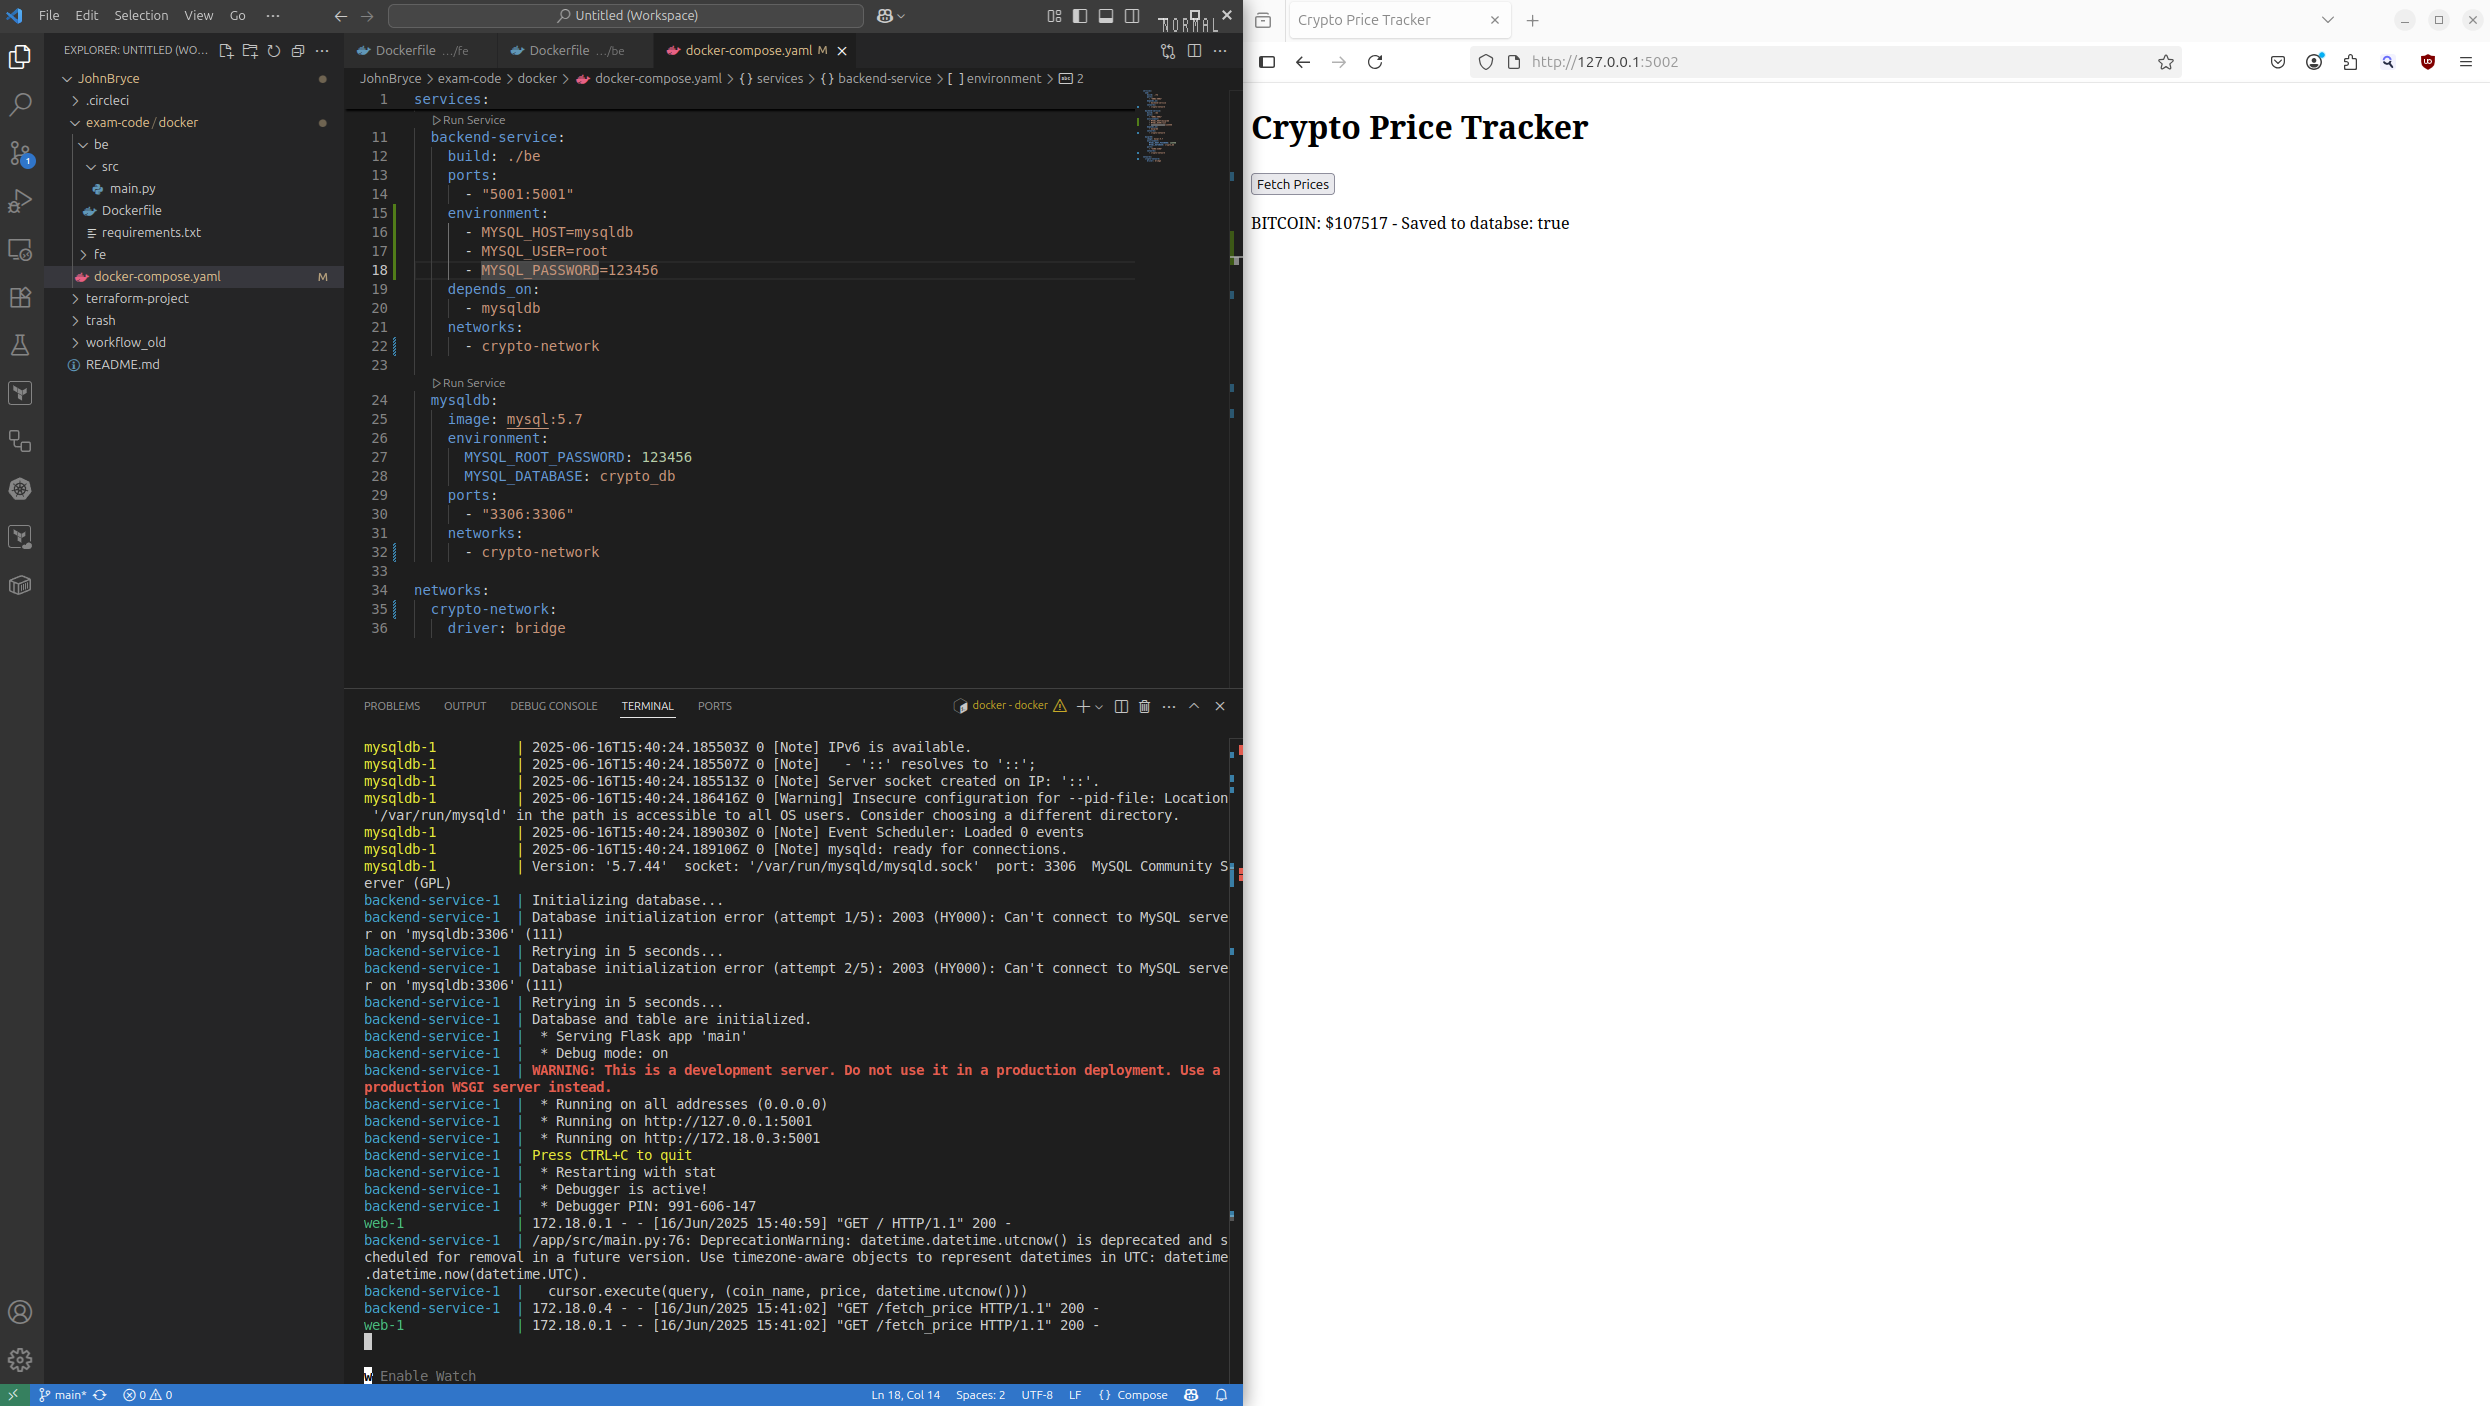 File Edit Selection View Go ···
Untitled (Workspace)
NORMAL
EXPLORER: UNTITLED (WO...
JohnBryce
.circleci
exam-code / docker
be
src
main.py
Dockerfile
requirements.txt
fe
docker-compose.yaml M
terraform-project
trash
workflow_old
README.md
1
Dockerfile .../fe
Dockerfile .../be
docker-compose.yaml M
JohnBryce > exam-code > docker > docker-compose.yaml > {} services > {} backend-service > [ ] environment > abc 2
1 services:
Run Service
11 backend-service:
12 build: ./be
13 ports:
14 - "5001:5001"
15 environment:
16 - MYSQL_HOST=mysqldb
17 - MYSQL_USER=root
18 - MYSQL_PASSWORD=123456
19 depends_on:
20 - mysqldb
21 networks:
22 - crypto-network
23
Run Service
24 mysqldb:
25 image: mysql:5.7
26 environment:
27 MYSQL_ROOT_PASSWORD: 123456
28 MYSQL_DATABASE: crypto_db
29 ports:
30 - "3306:3306"
31 networks:
32 - crypto-network
33
34 networks:
35 crypto-network:
36 driver: bridge
PROBLEMS OUTPUT DEBUG CONSOLE TERMINAL PORTS
docker - docker
mysqldb-1 | 2025-06-16T15:40:24.185503Z 0 [Note] IPv6 is available.
mysqldb-1 | 2025-06-16T15:40:24.185507Z 0 [Note]   - '::' resolves to '::';
mysqldb-1 | 2025-06-16T15:40:24.185513Z 0 [Note] Server socket created on IP: '::'.
mysqldb-1 | 2025-06-16T15:40:24.186416Z 0 [Warning] Insecure configuration for --pid-file: Location
'/var/run/mysqld' in the path is accessible to all OS users. Consider choosing a different directory.
mysqldb-1 | 2025-06-16T15:40:24.189030Z 0 [Note] Event Scheduler: Loaded 0 events
mysqldb-1 | 2025-06-16T15:40:24.189106Z 0 [Note] mysqld: ready for connections.
mysqldb-1 | Version: '5.7.44'  socket: '/var/run/mysqld/mysqld.sock'  port: 3306  MySQL Community S
erver (GPL)
backend-service-1 | Initializing database...
backend-service-1 | Database initialization error (attempt 1/5): 2003 (HY000): Can't connect to MySQL serve
r on 'mysqldb:3306' (111)
backend-service-1 | Retrying in 5 seconds...
backend-service-1 | Database initialization error (attempt 2/5): 2003 (HY000): Can't connect to MySQL serve
r on 'mysqldb:3306' (111)
backend-service-1 | Retrying in 5 seconds...
backend-service-1 | Database and table are initialized.
backend-service-1 |  * Serving Flask app 'main'
backend-service-1 |  * Debug mode: on
backend-service-1 | WARNING: This is a development server. Do not use it in a production deployment. Use a
production WSGI server instead.
backend-service-1 |  * Running on all addresses (0.0.0.0)
backend-service-1 |  * Running on http://127.0.0.1:5001
backend-service-1 |  * Running on http://172.18.0.3:5001
backend-service-1 | Press CTRL+C to quit
backend-service-1 |  * Restarting with stat
backend-service-1 |  * Debugger is active!
backend-service-1 |  * Debugger PIN: 991-606-147
web-1 | 172.18.0.1 - - [16/Jun/2025 15:40:59] "GET / HTTP/1.1" 200 -
backend-service-1 | /app/src/main.py:76: DeprecationWarning: datetime.datetime.utcnow() is deprecated and s
cheduled for removal in a future version. Use timezone-aware objects to represent datetimes in UTC: datetime
.datetime.now(datetime.UTC).
backend-service-1 |   cursor.execute(query, (coin_name, price, datetime.utcnow()))
backend-service-1 | 172.18.0.4 - - [16/Jun/2025 15:41:02] "GET /fetch_price HTTP/1.1" 200 -
web-1 | 172.18.0.1 - - [16/Jun/2025 15:41:02] "GET /fetch_price HTTP/1.1" 200 -
w Enable Watch
main* 0 0
Ln 18, Col 14 Spaces: 2 UTF-8 LF {} Compose
Crypto Price Tracker
http://127.0.0.1:5002
Crypto Price Tracker
Fetch Prices
BITCOIN: $107517 - Saved to databse: true